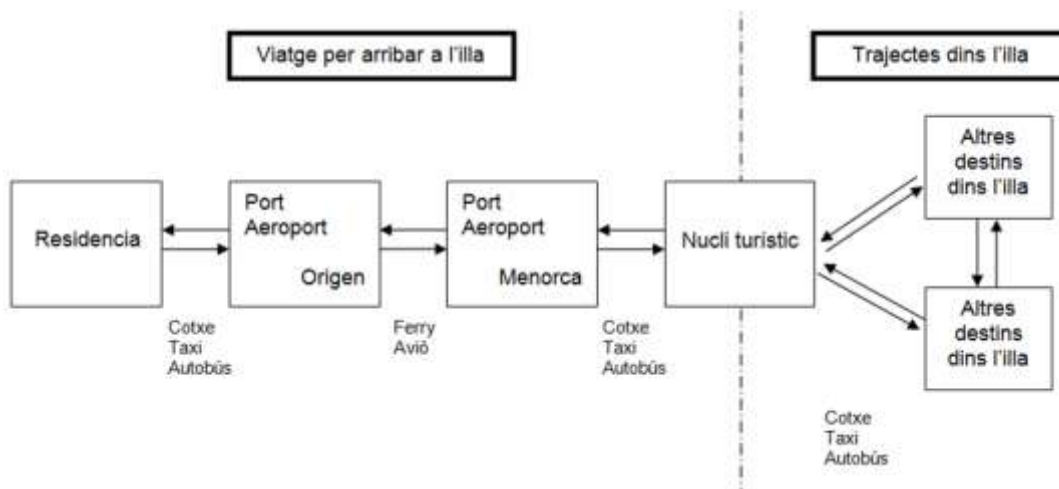 Viatge per arribar a l'illa
Trajectes dins l'illa
Residencia
Port
Aeroport
Origen
Port
Aeroport
Menorca
Nucli turístic
Altres
destins
dins l'illa
Altres
destins
dins l'illa
Cotxe
Taxi
Autobús
Ferry
Avió
Cotxe
Taxi
Autobús
Cotxe
Taxi
Autobús